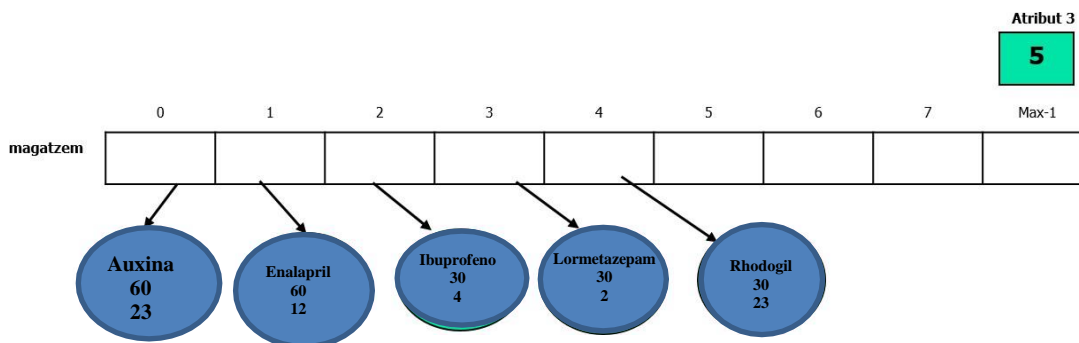 Atribut 3
5
0 1 2 3 4 5 6 7 Max-1
magatzem
Auxina
60
23
Enalapril
60
12
Ibuprofeno
30
4
Lormetazepam
30
2
Rhodogil
30
23